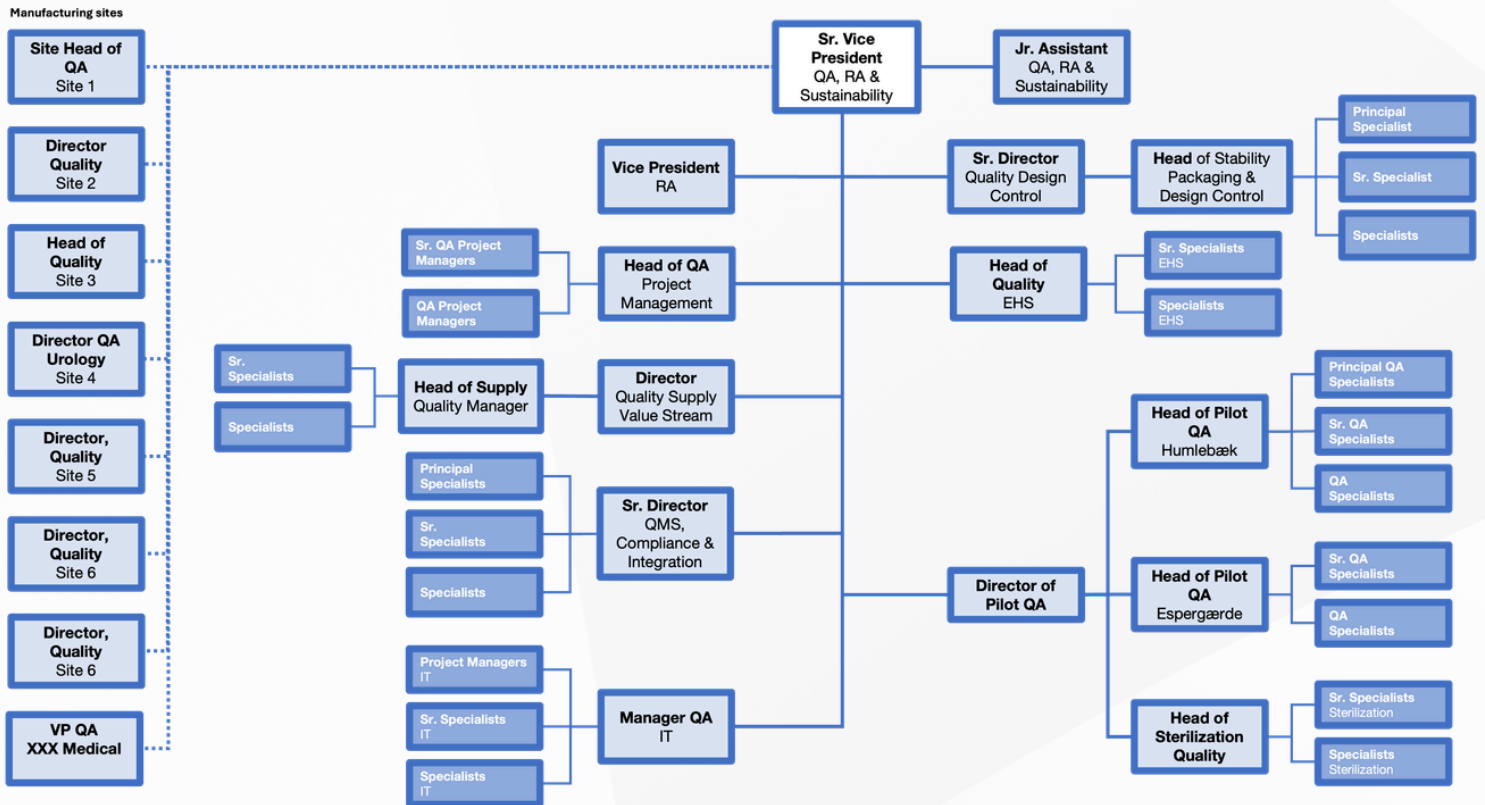 Manufacturing sites
Site Head of
QA
Site 1
Director
Quality
Site 2
Head of
Quality
Site 3
Director QA
Urology
Site 4
Director,
Quality
Site 5
Director,
Quality
Site 6
Director,
Quality
Site 6
VP QA
XXX Medical
Sr. Vice
President
QA, RA &
Sustainability
Jr. Assistant
QA, RA &
Sustainability
Vice President
RA
Sr. Director
Quality Design
Control
Head of Stability
Packaging &
Design Control
Principal
Specialist
Sr. Specialist
Specialists
Sr. QA Project
Managers
QA Project
Managers
Head of QA
Project
Management
Head of
Quality
EHS
Sr. Specialists
EHS
Specialists
EHS
Sr.
Specialists
Specialists
Head of Supply
Quality Manager
Director
Quality Supply
Value Stream
Principal
Specialists
Sr.
Specialists
Specialists
Sr. Director
QMS,
Compliance &
Integration
Project Managers
IT
Sr. Specialists
IT
Specialists
IT
Manager QA
IT
Director of
Pilot QA
Head of Pilot
QA
Humlebæk
Principal QA
Specialists
Sr. QA
Specialists
QA
Specialists
Head of Pilot
QA
Espergærde
Sr. QA
Specialists
QA
Specialists
Head of
Sterilization
Quality
Sr. Specialists
Sterilization
Specialists
Sterilization